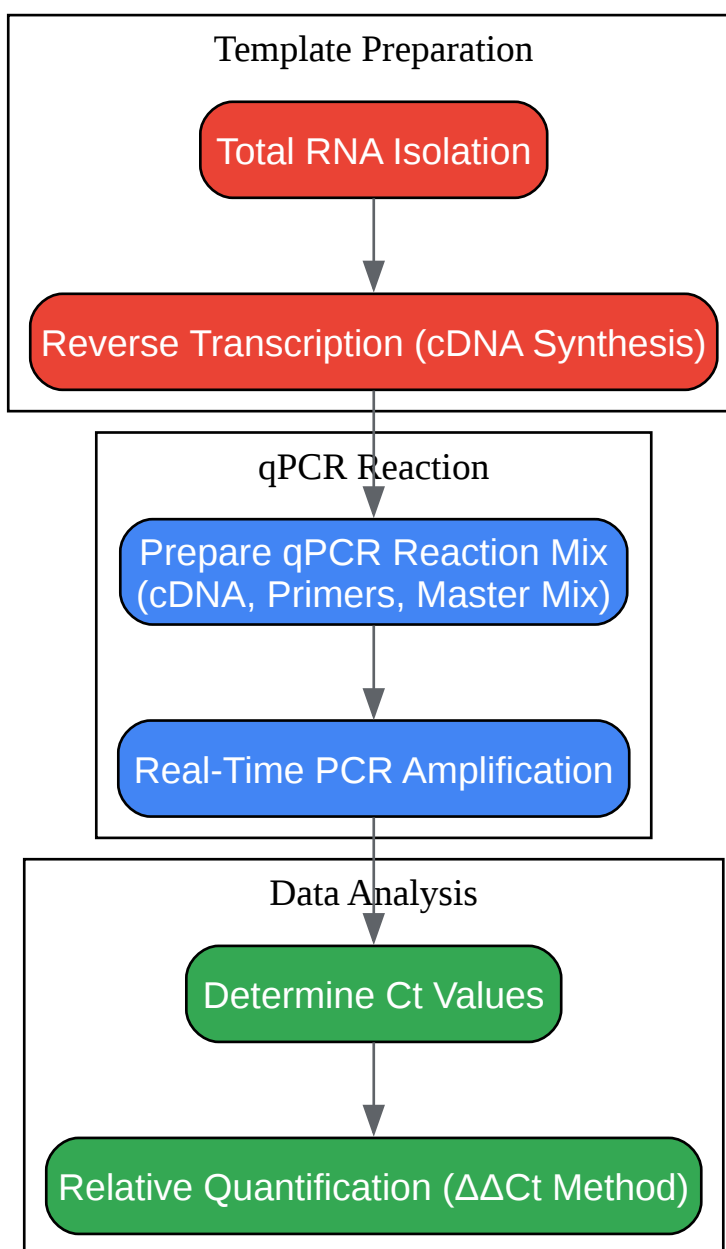 Template Preparation
Total RNA Isolation
Reverse Transcription (cDNA Synthesis)
qPCR Reaction
Prepare qPCR Reaction Mix
(cDNA, Primers, Master Mix)
Real-Time PCR Amplification
Data Analysis
Determine Ct Values
Relative Quantification (ΔΔCt Method)